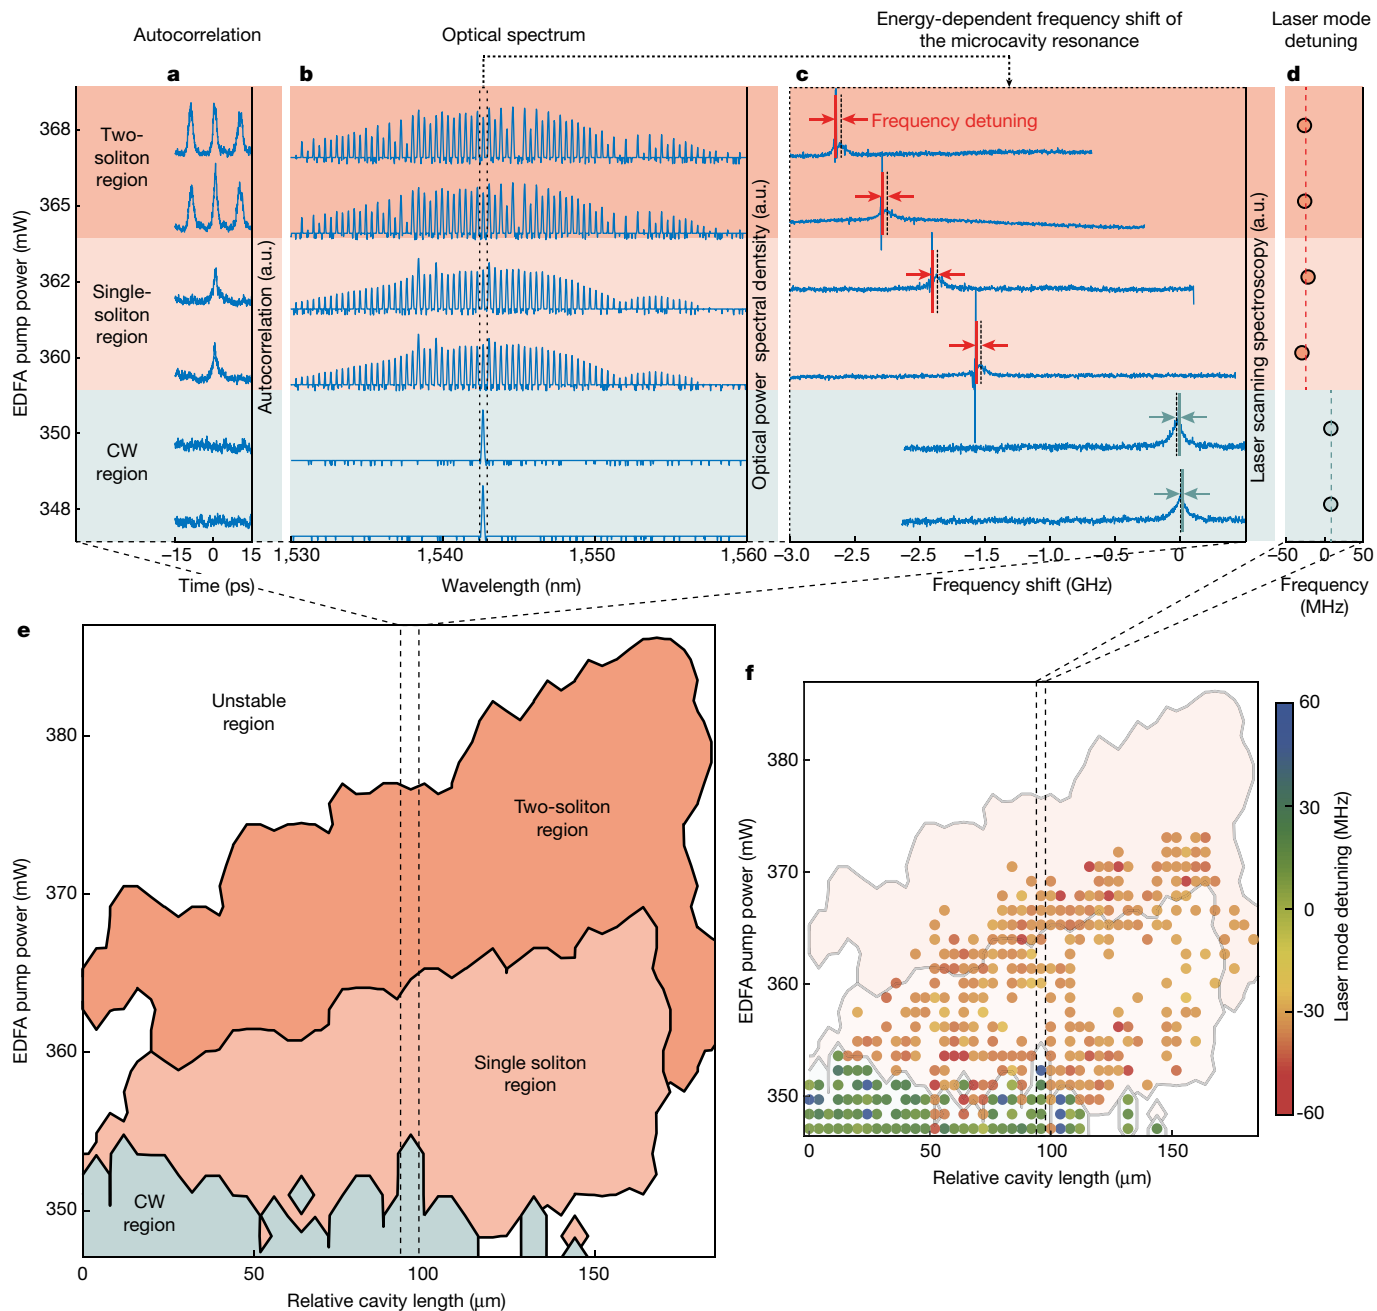 Autocorrelation
Optical spectrum
Energy-dependent frequency shift of
the microcavity resonance
Laser mode
detuning
a
b
c
d
EDFA pump power (mW)
368
365
362
360
350
348
Two-
soliton
region
Single-
soliton
region
CW
region
Autocorrelation (a.u.)
Optical power spectral dentsity (a.u.)
Frequency detuning
Laser scanning spectroscopy (a.u.)
-15 0 15
Time (ps)
1,530 1,540 1,550 1,560
Wavelength (nm)
-3.0 -2.5 -2.0 -1.5 -1.0 -0.5 0
Frequency shift (GHz)
50 0 50
Frequency
(MHz)
e
EDFA pump power (mW)
380
370
360
350
Unstable
region
Two-soliton
region
Single soliton
region
CW
region
0 50 100 150
Relative cavity length (μm)
f
EDFA pump power (mW)
380
370
360
350
0 50 100 150
Relative cavity length (μm)
60
30
0
-30
-60
Laser mode detuning (MHz)